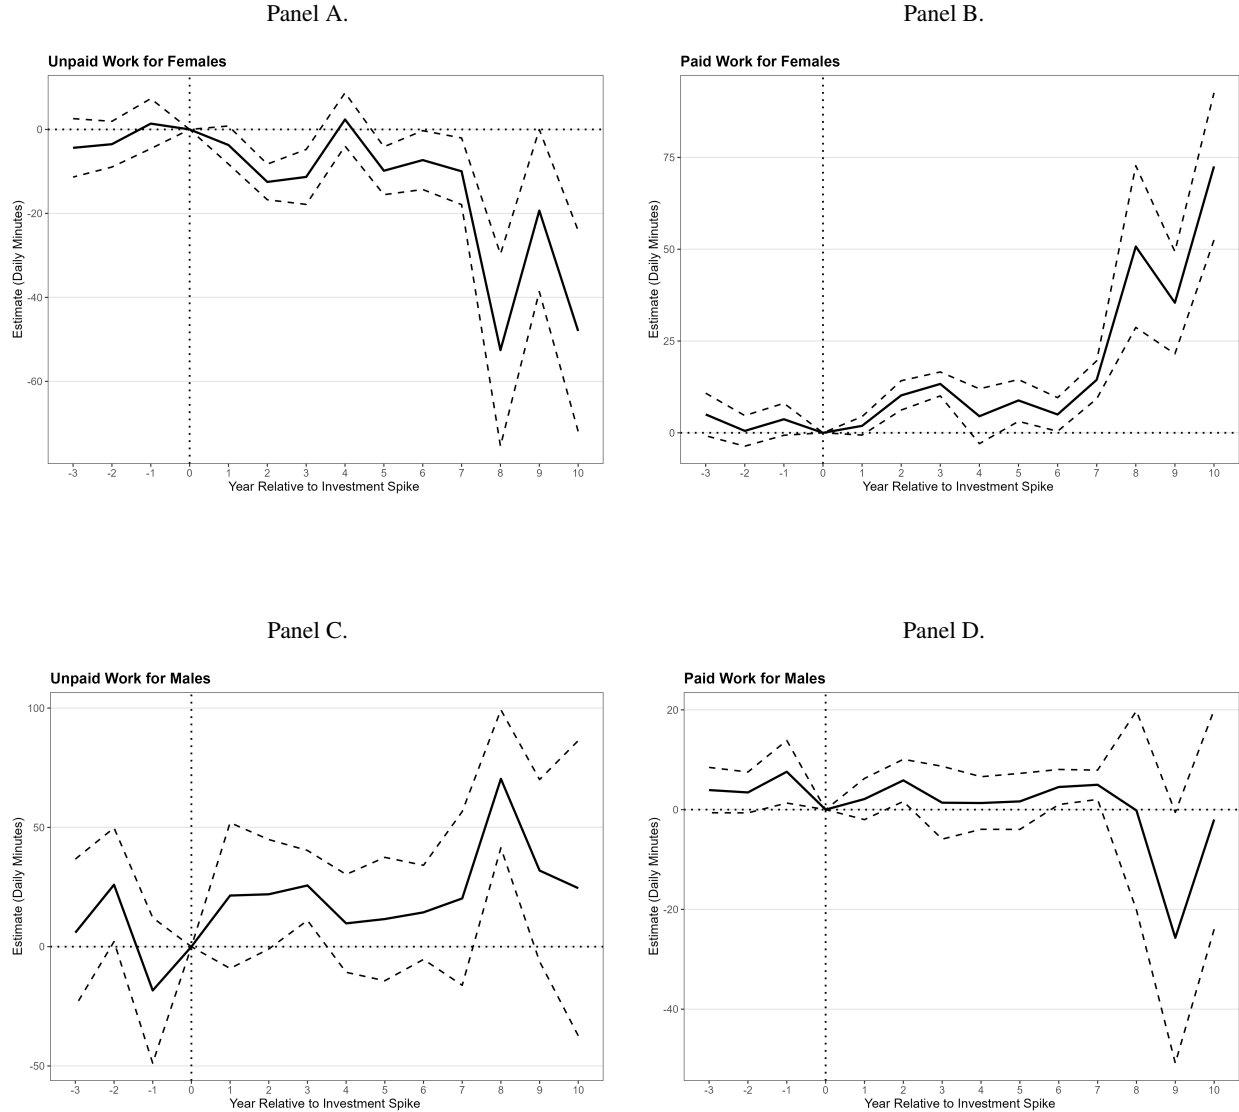 Panel A.
Unpaid Work for Females
Estimate (Daily Minutes)
0
-20
-40
-60
-3 -2 -1 0 1 2 3 4 5 6 7 8 9 10
Year Relative to Investment Spike
Panel B.
Paid Work for Females
Estimate (Daily Minutes)
75
50
25
0
-3 -2 -1 0 1 2 3 4 5 6 7 8 9 10
Year Relative to Investment Spike
Panel C.
Unpaid Work for Males
Estimate (Daily Minutes)
100
50
0
-50
-3 -2 -1 0 1 2 3 4 5 6 7 8 9 10
Year Relative to Investment Spike
Panel D.
Paid Work for Males
Estimate (Daily Minutes)
20
0
-20
-40
-3 -2 -1 0 1 2 3 4 5 6 7 8 9 10
Year Relative to Investment Spike